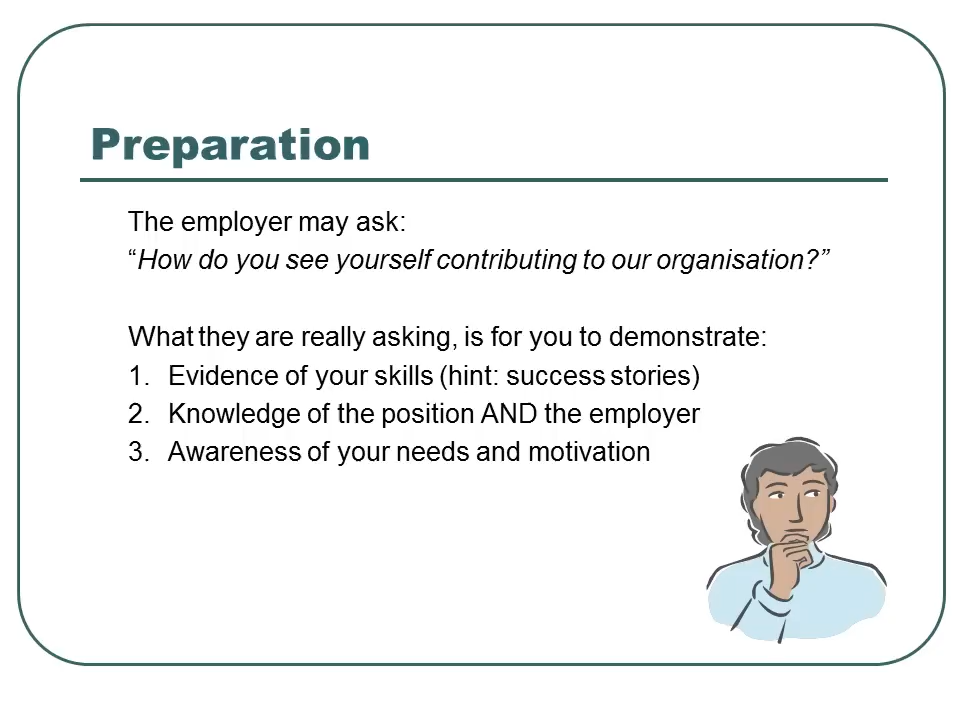 Preparation
The employer may ask:
“How do you see yourself contributing to our organisation?”
What they are really asking, is for you to demonstrate:
1. Evidence of your skills (hint: success stories)
2. Knowledge of the position AND the employer
3. Awareness of your needs and motivation